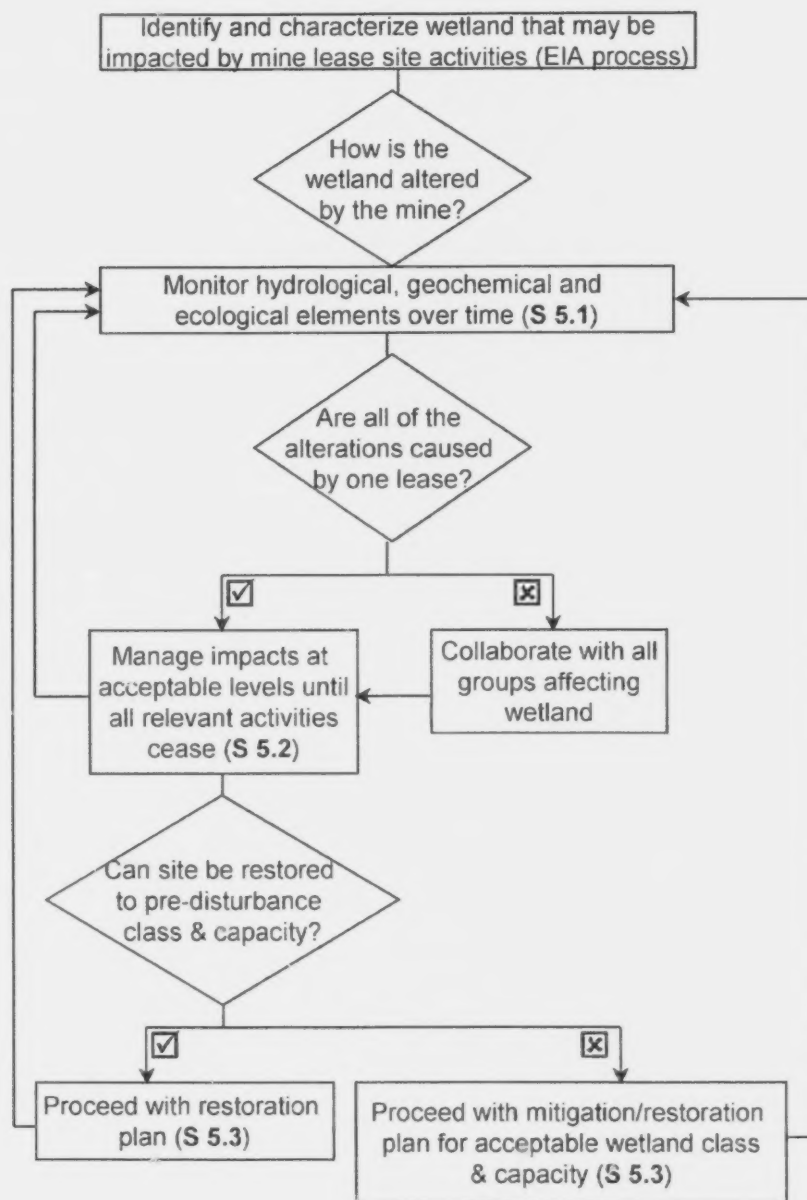 Identify and characterize wetland that may be
impacted by mine lease site activities (EIA process)
How is the
wetland altered
by the mine?
Monitor hydrological, geochemical and
ecological elements over time (S 5.1)
Are all of the
alterations caused
by one lease?
Manage impacts at
acceptable levels until
all relevant activities
cease (S 5.2)
Collaborate with all
groups affecting
wetland
Can site be restored
to pre-disturbance
class & capacity?
Proceed with restoration
plan (S 5.3)
Proceed with mitigation/restoration
plan for acceptable wetland class
& capacity (S 5.3)